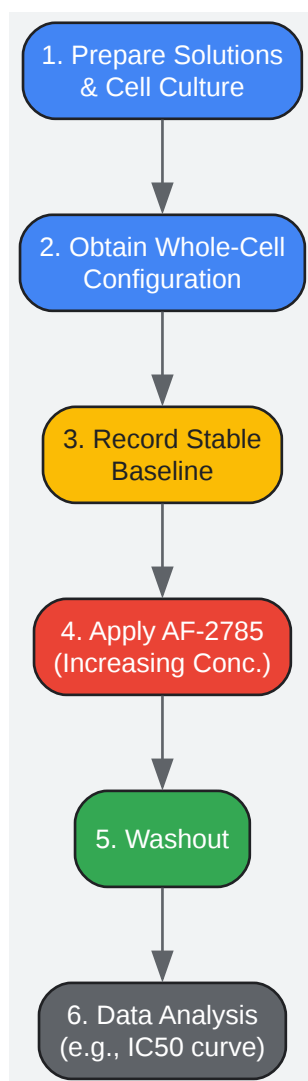 1. Prepare Solutions
& Cell Culture
2. Obtain Whole-Cell
Configuration
3. Record Stable
Baseline
4. Apply AF-2785
(Increasing Conc.)
5. Washout
6. Data Analysis
(e.g., IC50 curve)